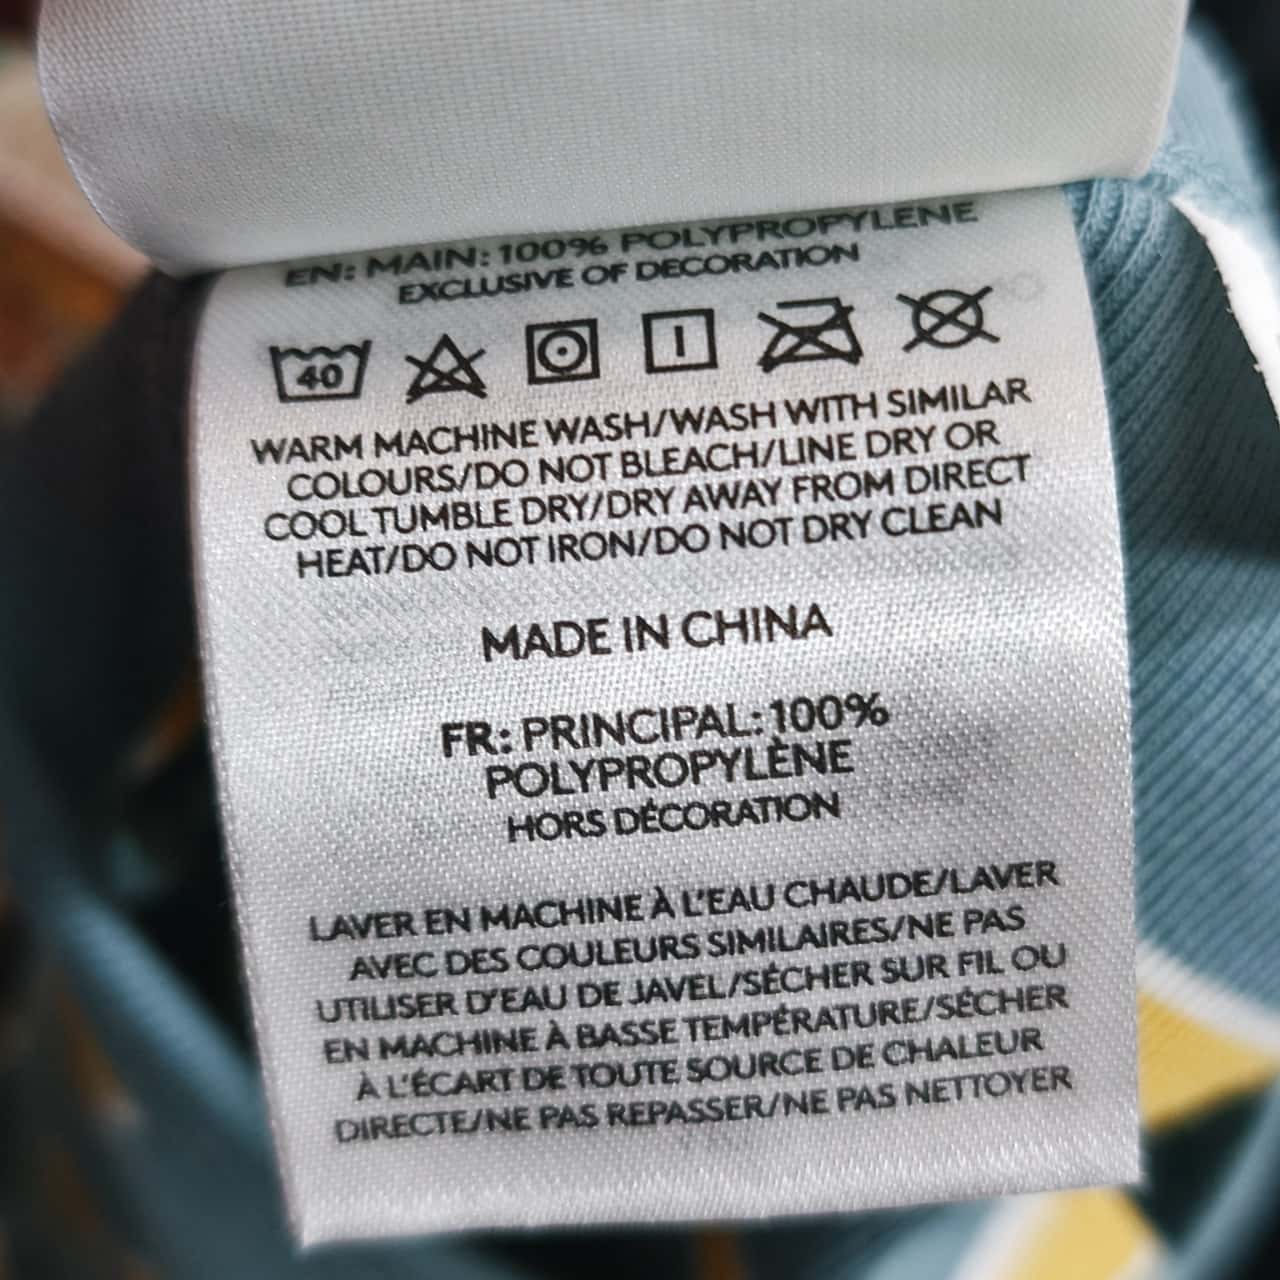 EN: MAIN: 100% POLYPROPYLENE
EXCLUSIVE OF DECORATION
40
WARM MACHINE WASH/WASH WITH SIMILAR
COLOURS/DO NOT BLEACH/LINE DRY OR
COOL TUMBLE DRY/DRY AWAY FROM DIRECT
HEAT/DO NOT IRON/DO NOT DRY CLEAN
MADE IN CHINA
FR: PRINCIPAL: 100%
POLYPROPYLÈNE
HORS DÉCORATION
LAVER EN MACHINE À L'EAU CHAUDE/LAVER
AVEC DES COULEURS SIMILAIRES/NE PAS
UTILISER D'EAU DE JAVEL/SÉCHER SUR FIL OU
EN MACHINE À BASSE TEMPÉRATURE/SÉCHER
À L'ÉCART DE TOUTE SOURCE DE CHALEUR
DIRECTE/NE PAS REPASSER/NE PAS NETTOYER